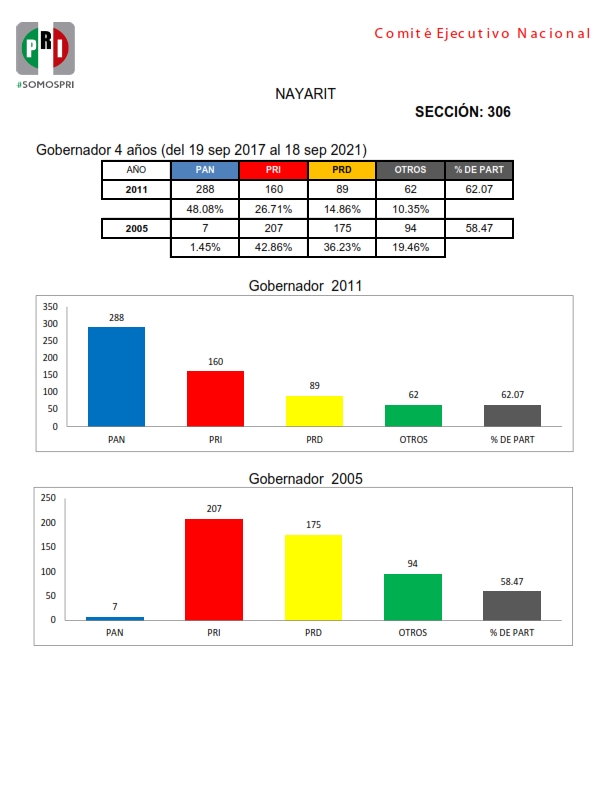 PRI
#SOMOSPRI
Comité Ejecutivo Nacional
NAYARIT
SECCIÓN: 306
Gobernador 4 años (del 19 sep 2017 al 18 sep 2021)
AÑO PAN PRI PRD OTROS % DE PART
2011 288 160 89 62 62.07
48.08% 26.71% 14.86% 10.35%
2005 7 207 175 94 58.47
1.45% 42.86% 36.23% 19.46%
Gobernador 2011
350
300
250
200
150
100
50
0
288
160
89
62
62.07
PAN PRI PRD OTROS % DE PART
Gobernador 2005
250
200
150
100
50
0
7
207
175
94
58.47
PAN PRI PRD OTROS % DE PART